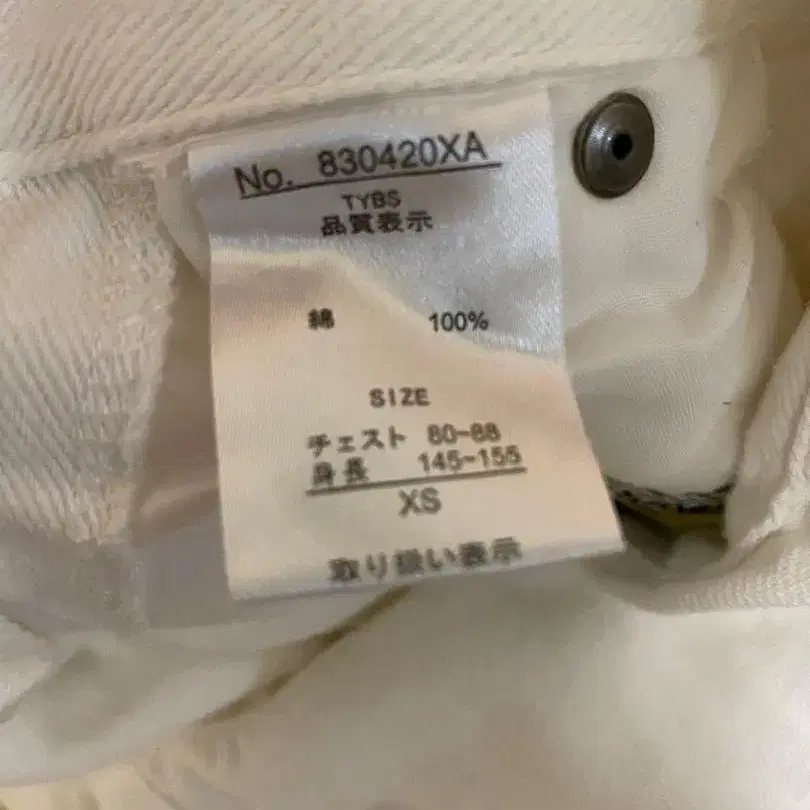 No. 830420XA
TYBS
品質表示
綿 100%
SIZE
チェスト 80-88
身長 145-155
XS
取り扱い表示